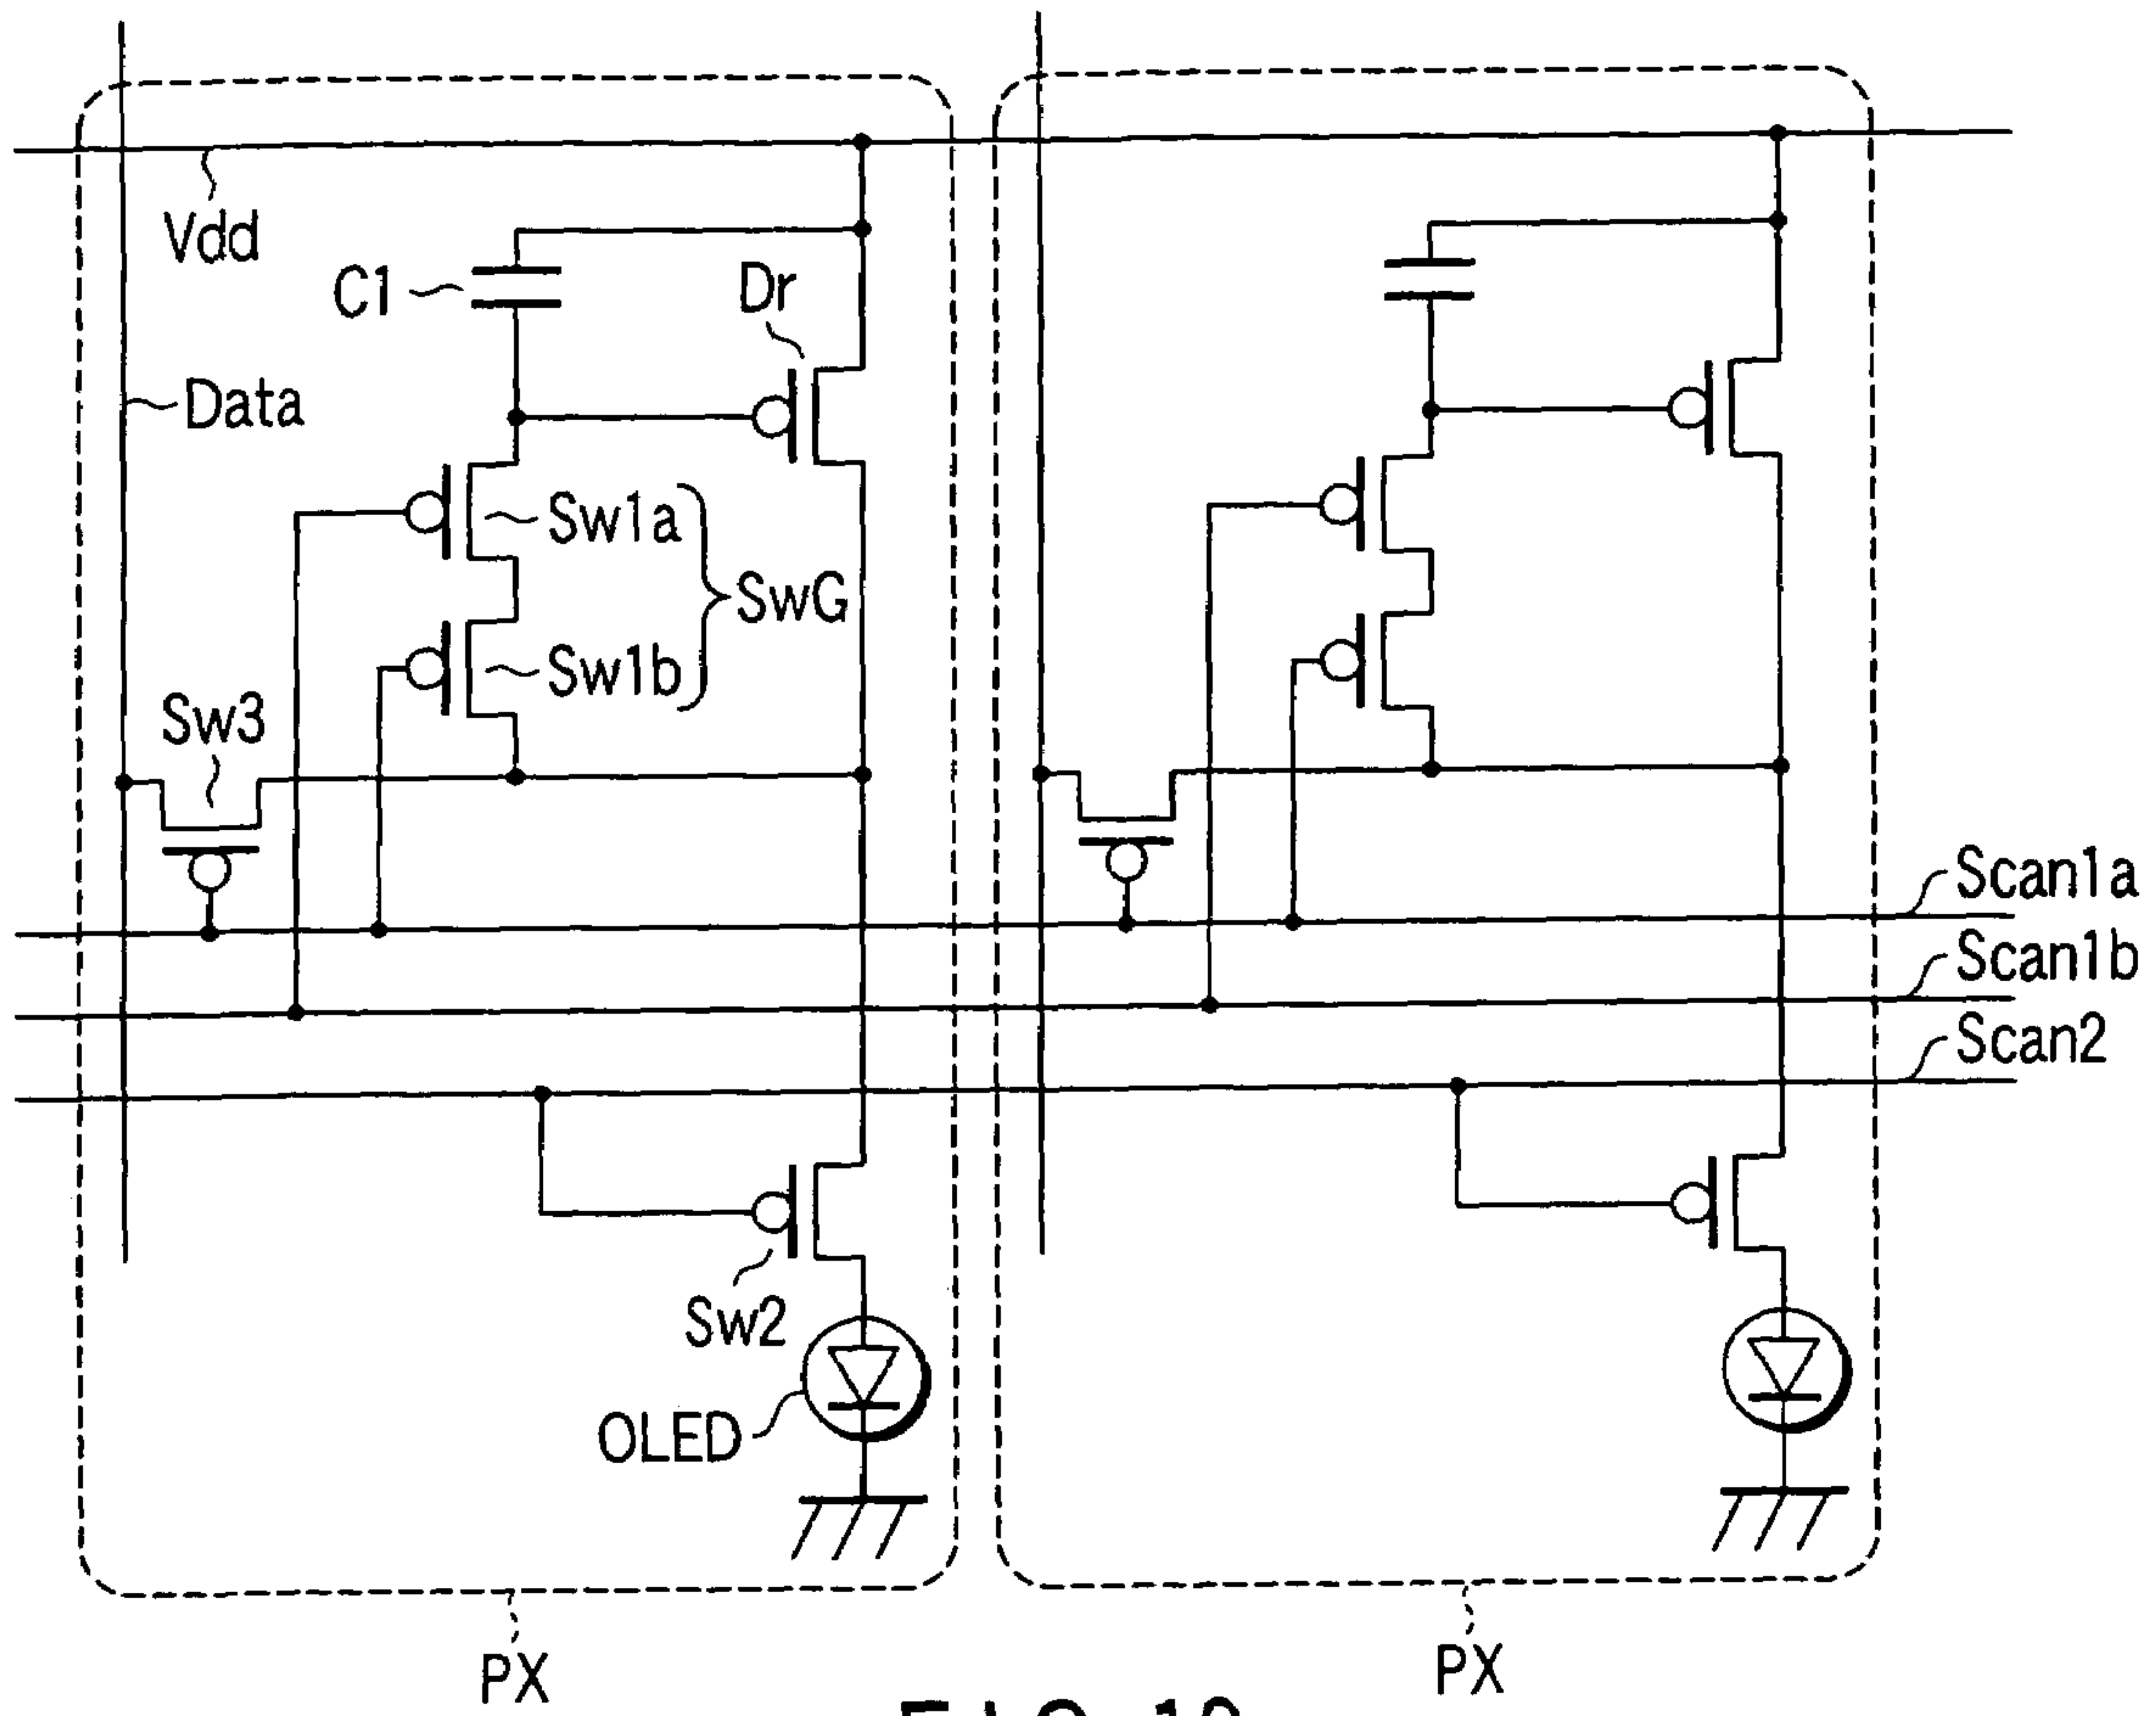 Vdd
C1
Dr
Data
Sw1a
SwG
Sw1b
Sw3
Scan1a
Scan1b
Scan2
Sw2
OLED
PX
PX